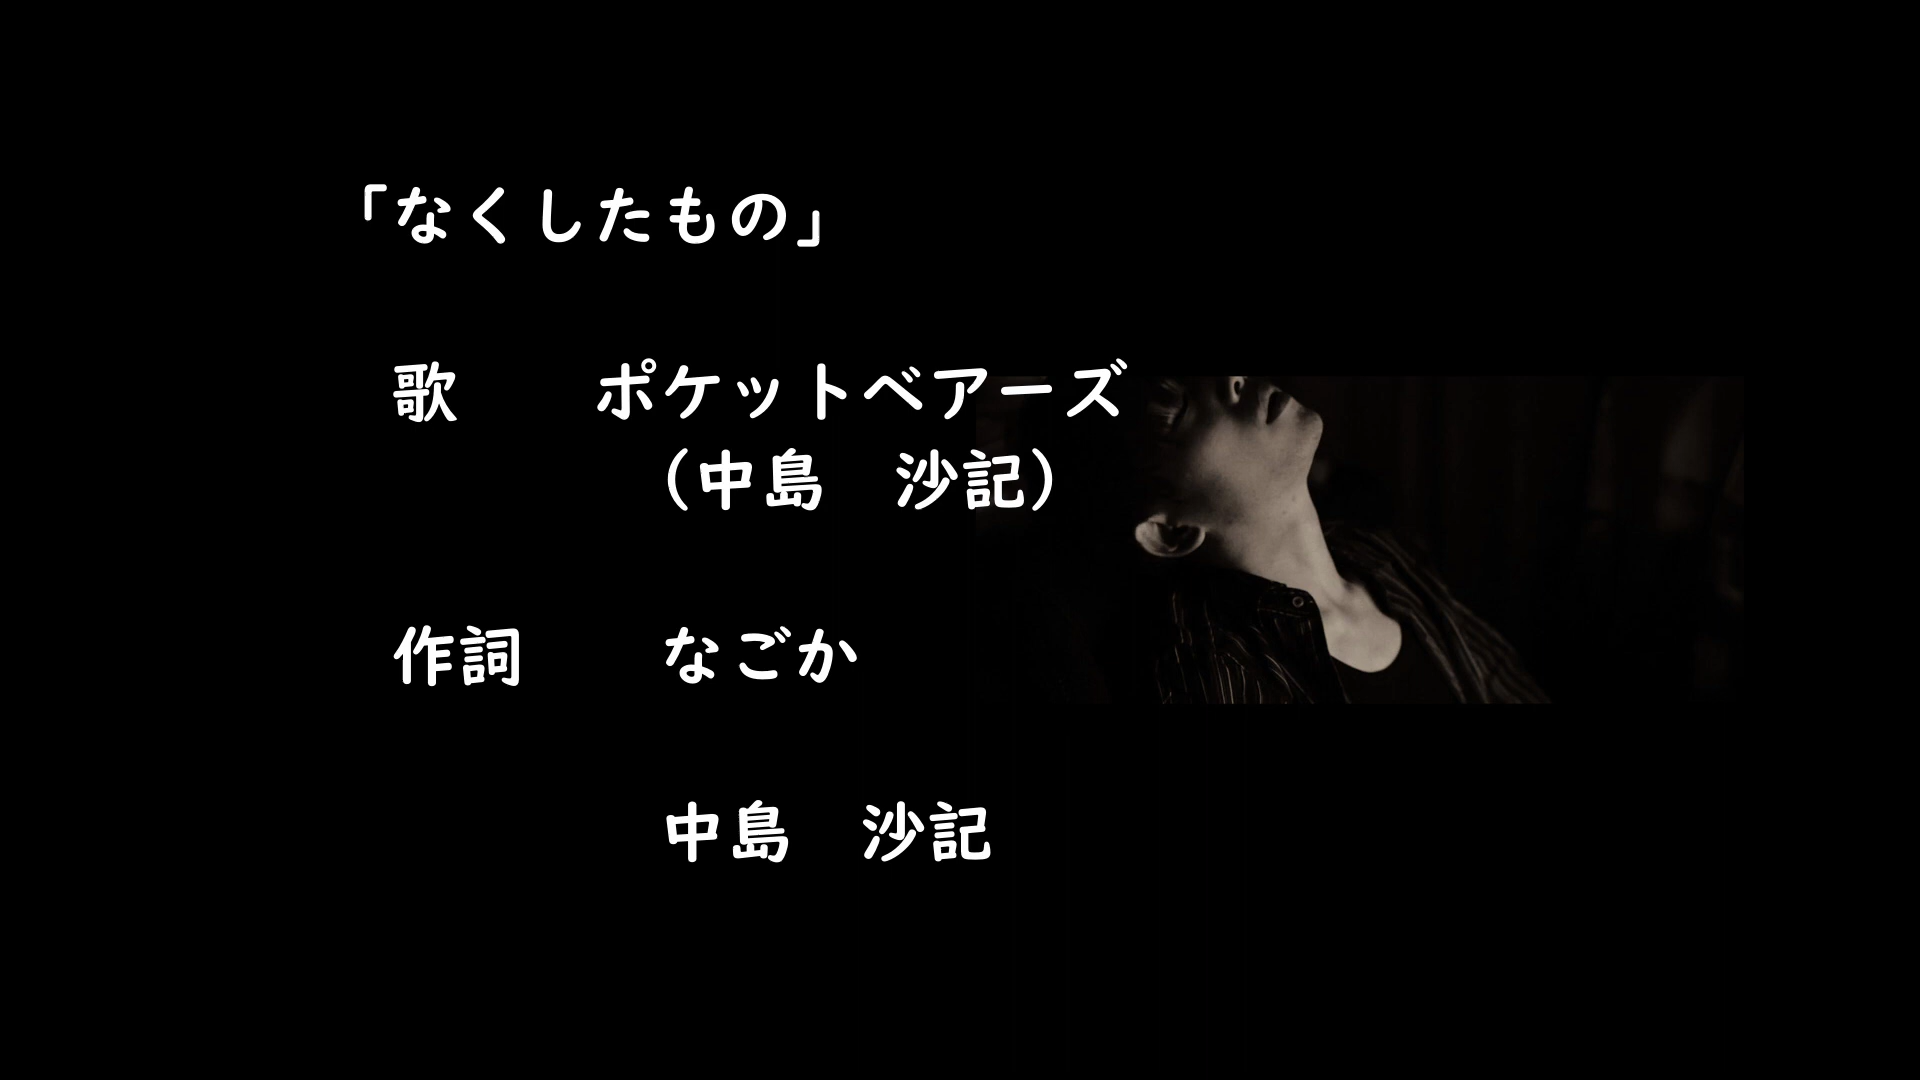 「なくしたもの」
歌　　ポケットベアーズ
（中島　沙記）
作詞　　なごか
中島　沙記